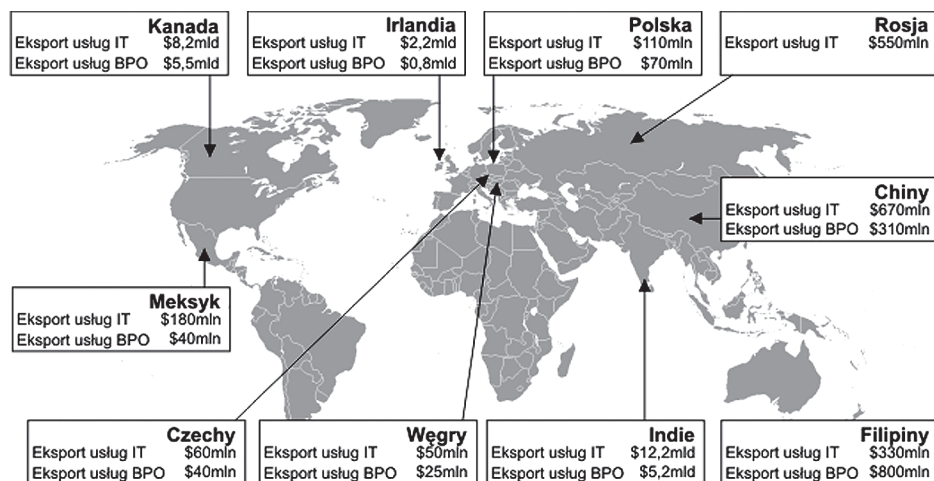 Kanada
Eksport usług IT $8,2mld
Eksport usług BPO $5,5mld
Irlandia
Eksport usług IT $2,2mld
Eksport usług BPO $0,8mld
Polska
Eksport usług IT $110mln
Eksport usług BPO $70mln
Rosja
Eksport usług IT $550mln
Chiny
Eksport usług IT $670mln
Eksport usług BPO $310mln
Meksyk
Eksport usług IT $180mln
Eksport usług BPO $40mln
Czechy
Eksport usług IT $60mln
Eksport usług BPO $40mln
Węgry
Eksport usług IT $50mln
Eksport usług BPO $25mln
Indie
Eksport usług IT $12,2mld
Eksport usług BPO $5,2mld
Filipiny
Eksport usług IT $330mln
Eksport usług BPO $800mln